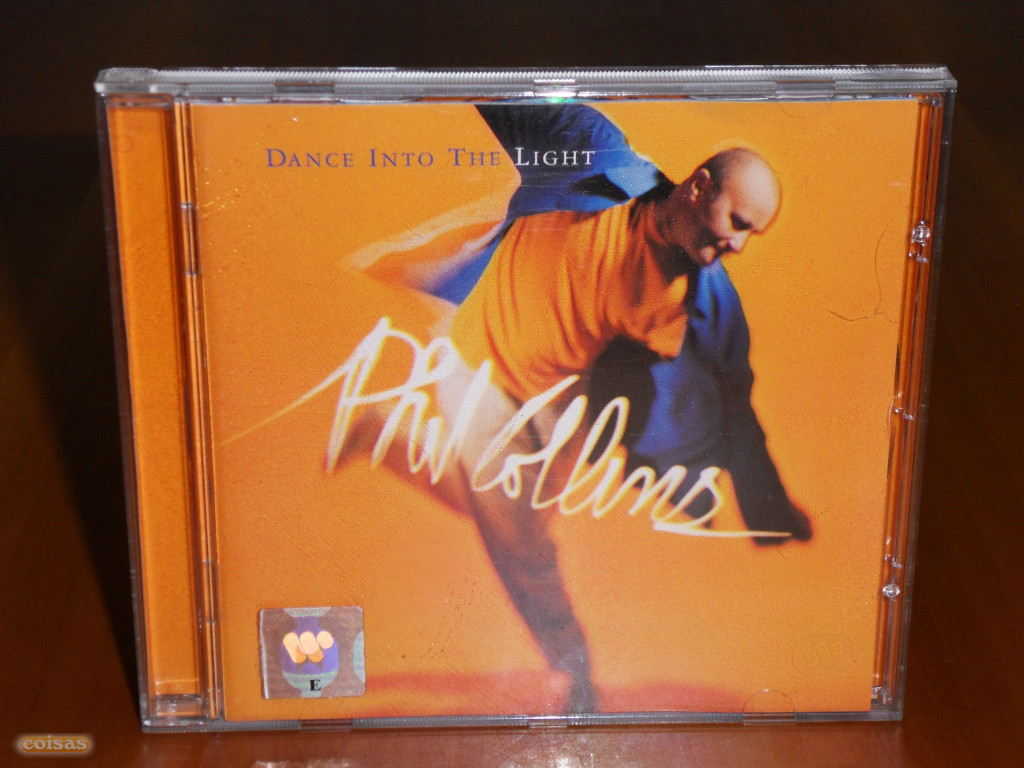 DANCE INTO THE LIGHT
Phil Collins
E
coisas